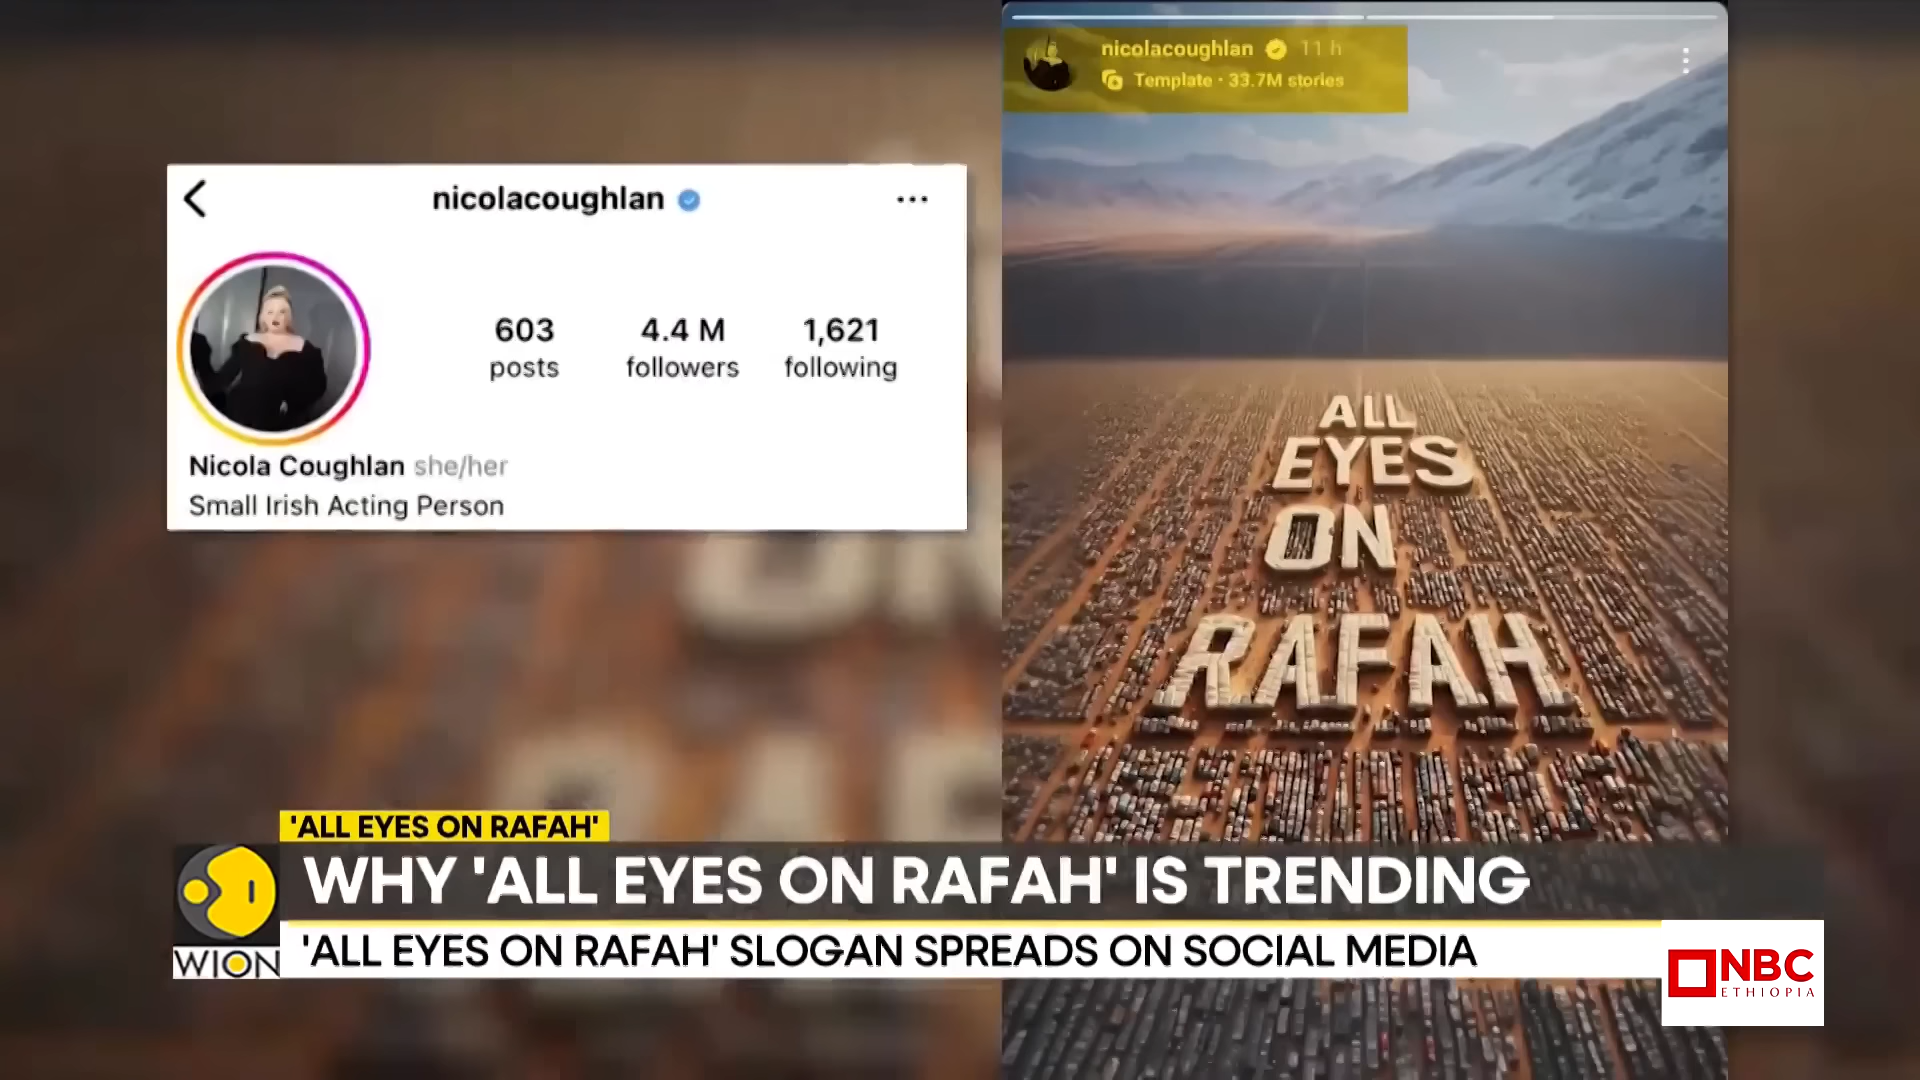 nicolacoughlan
603 4.4 M 1,621
posts followers following
Nicola Coughlan she/her
Small Irish Acting Person
nicolacoughlan 11 h
Template · 33.7M stories
ALL
EYES
ON
RAFAH
'ALL EYES ON RAFAH'
WHY 'ALL EYES ON RAFAH' IS TRENDING
'ALL EYES ON RAFAH' SLOGAN SPREADS ON SOCIAL MEDIA
WION
NBC
ETHIOPIA